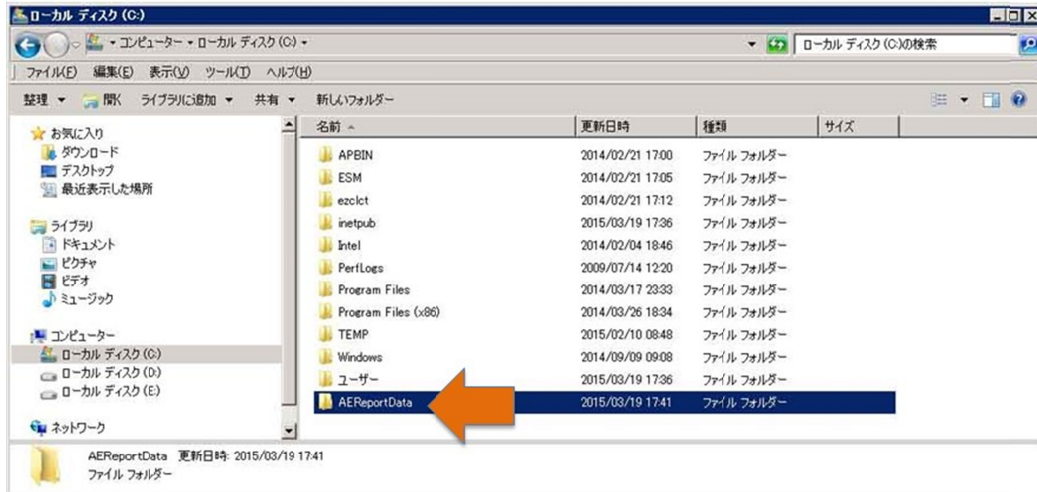 ローカル ディスク (C:)
コンピューター ローカル ディスク (C:) ローカル ディスク (C:)の検索
ファイル(F) 編集(E) 表示(V) ツール(T) ヘルプ(H)
整理 開く ライブラリに追加 共有 新しいフォルダー
お気に入り
ダウンロード
デスクトップ
最近表示した場所
ライブラリ
ドキュメント
ピクチャ
ビデオ
ミュージック
コンピューター
ローカル ディスク (C:)
ローカル ディスク (D:)
ローカル ディスク (E:)
ネットワーク
名前 更新日時 種類 サイズ
APBIN 2014/02/21 17:00 ファイル フォルダー
ESM 2014/02/21 17:05 ファイル フォルダー
ezclct 2014/02/21 17:12 ファイル フォルダー
inetpub 2015/03/19 17:36 ファイル フォルダー
Intel 2014/02/04 18:46 ファイル フォルダー
PerfLogs 2009/07/14 12:20 ファイル フォルダー
Program Files 2014/03/17 23:33 ファイル フォルダー
Program Files (x86) 2014/03/26 18:34 ファイル フォルダー
TEMP 2015/02/10 08:48 ファイル フォルダー
Windows 2014/09/09 09:08 ファイル フォルダー
ユーザー 2015/03/19 17:36 ファイル フォルダー
AEReportData 2015/03/19 17:41 ファイル フォルダー
AEReportData 更新日時: 2015/03/19 17:41
ファイル フォルダー